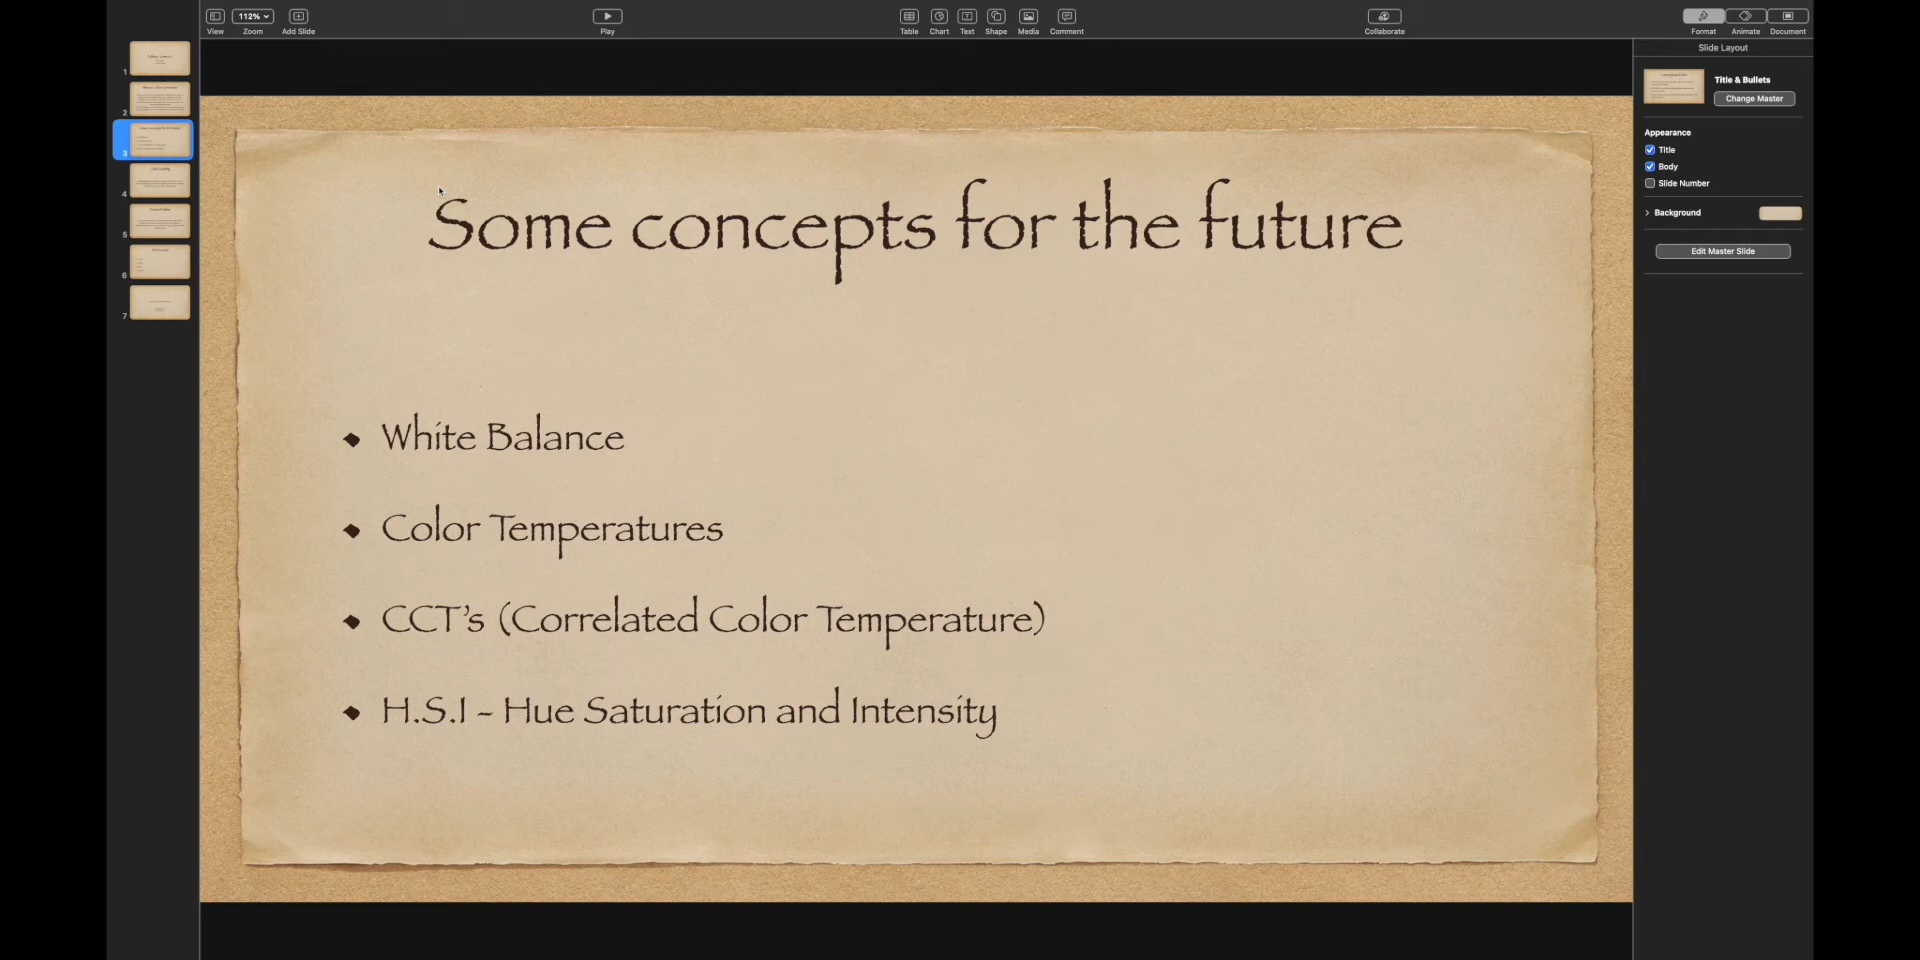 112%
View
Zoom
Add Slide
Play
Table
Chart
Text
Shape
Media
Comment
Collaborate
Format
Animate
Document
1
2
3
4
5
6
7
Some concepts for the future
White Balance
Color Temperatures
CCT's (Correlated Color Temperature)
H.S.I - Hue Saturation and Intensity
Slide Layout
Title & Bullets
Change Master
Appearance
Title
Body
Slide Number
Background
Edit Master Slide